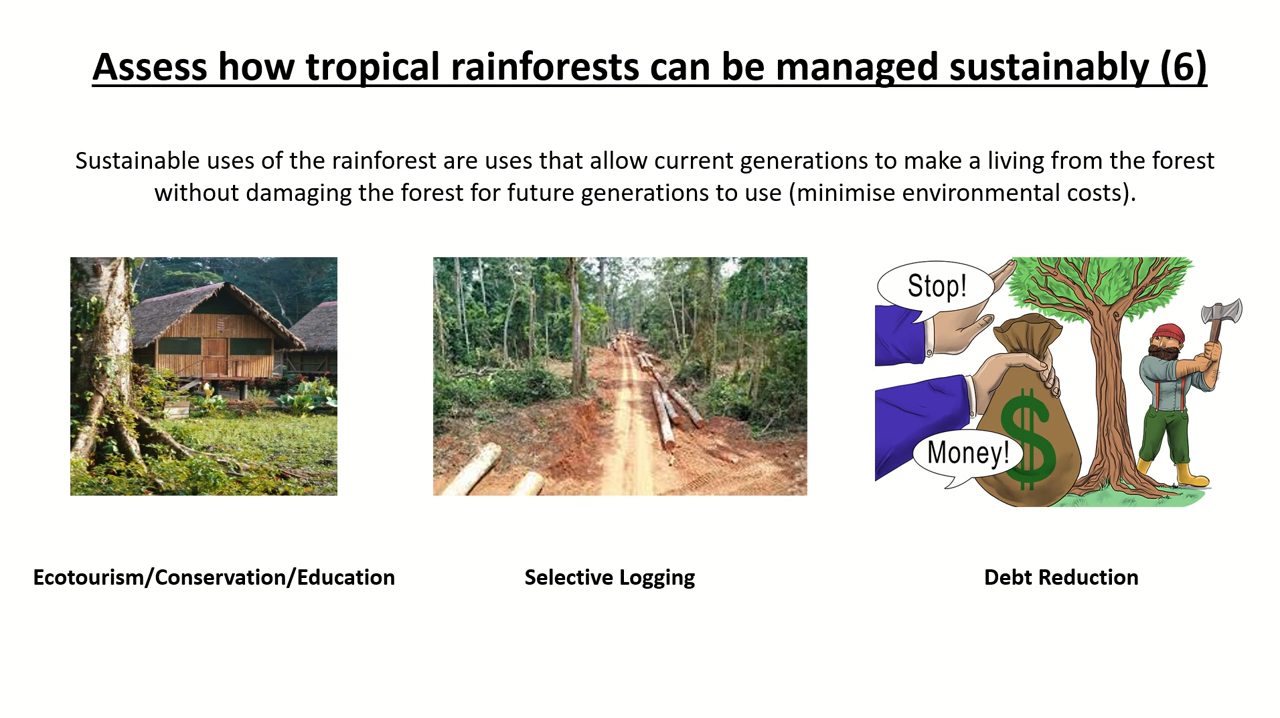 Assess how tropical rainforests can be managed sustainably (6)
Sustainable uses of the rainforest are uses that allow current generations to make a living from the forest
without damaging the forest for future generations to use (minimise environmental costs).
Stop!
Money!
$
Ecotourism/Conservation/Education
Selective Logging
Debt Reduction